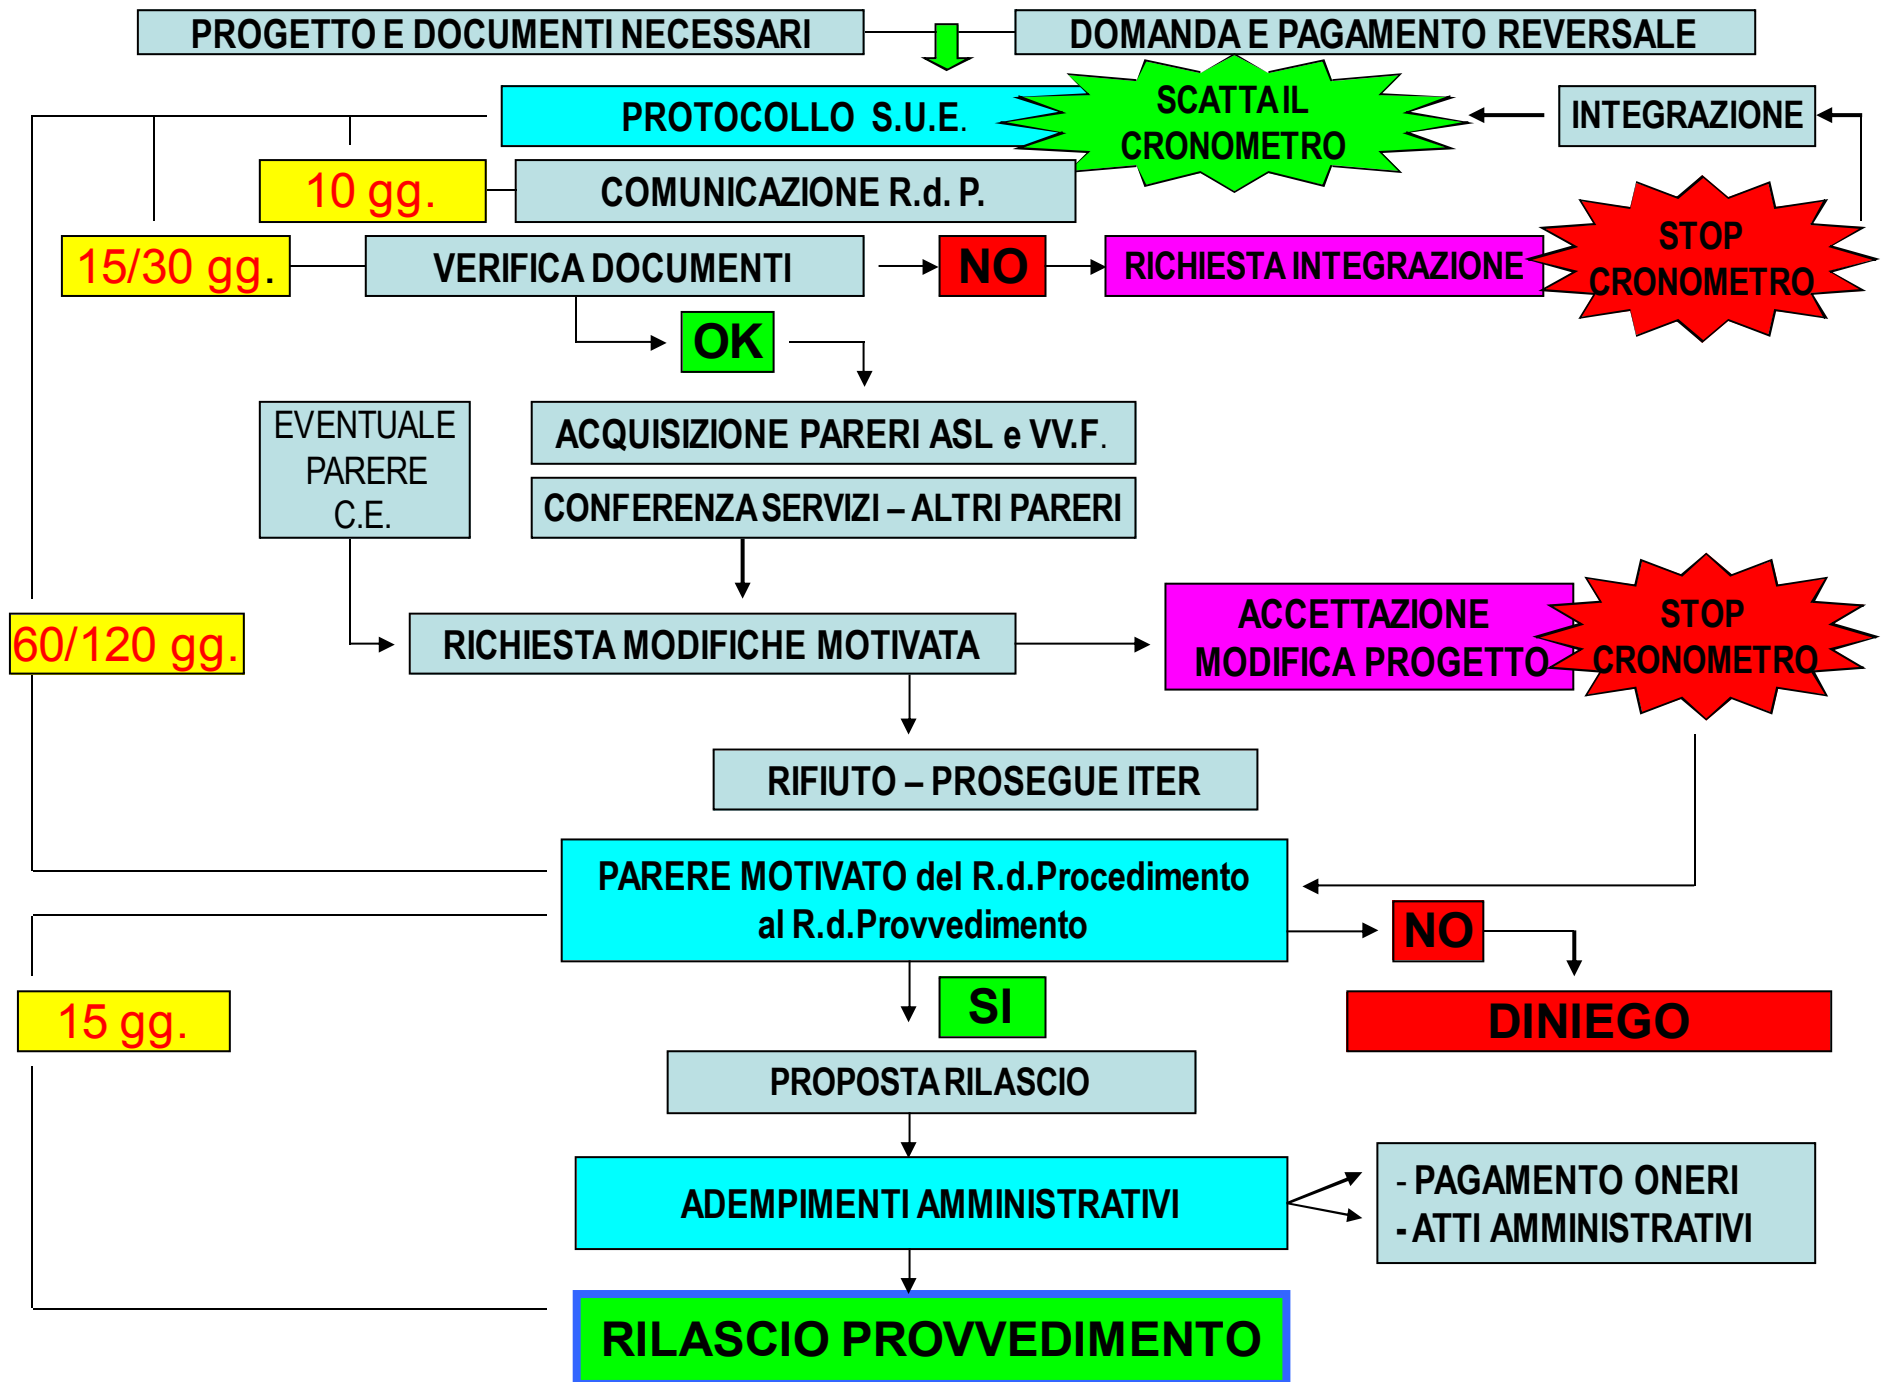 PROGETTO E DOCUMENTI NECESSARI
DOMANDA E PAGAMENTO REVERSALE
PROTOCOLLO S.U.E.
SCATTA IL
CRONOMETRO
INTEGRAZIONE
10 gg.
COMUNICAZIONE R.d. P.
15/30 gg.
VERIFICA DOCUMENTI
NO
RICHIESTA INTEGRAZIONE
STOP
CRONOMETRO
OK
EVENTUALE
PARERE
C.E.
ACQUISIZIONE PARERI ASL e VV.F.
CONFERENZA SERVIZI – ALTRI PARERI
60/120 gg.
RICHIESTA MODIFICHE MOTIVATA
ACCETTAZIONE
MODIFICA PROGETTO
STOP
CRONOMETRO
RIFIUTO – PROSEGUE ITER
PARERE MOTIVATO del R.d.Procedimento
al R.d.Provvedimento
NO
SI
15 gg.
DINIEGO
PROPOSTA RILASCIO
ADEMPIMENTI AMMINISTRATIVI
- PAGAMENTO ONERI
- ATTI AMMINISTRATIVI
RILASCIO PROVVEDIMENTO